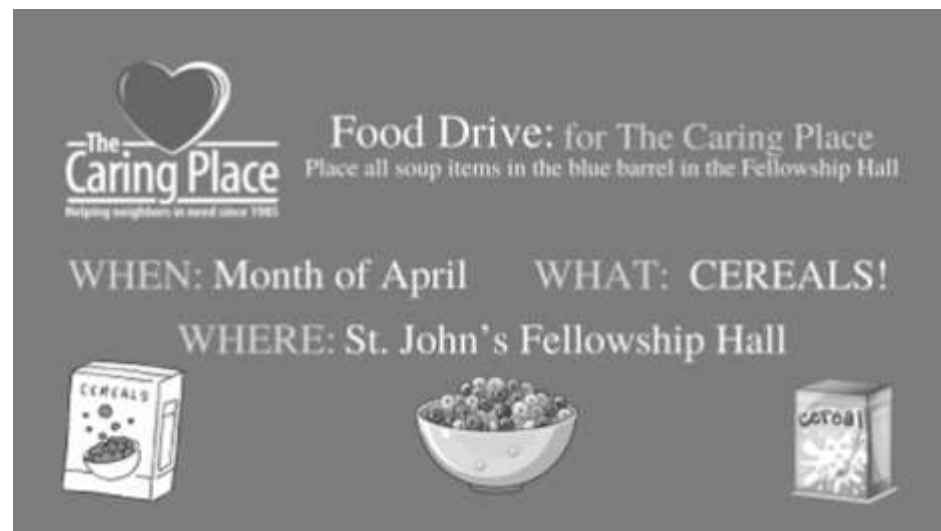 The
Caring Place
Helping neighbors in need since 1985
Food Drive: for The Caring Place
Place all soup items in the blue barrel in the Fellowship Hall
WHEN: Month of April WHAT: CEREALS!
WHERE: St. John's Fellowship Hall
CEREALS
cereal